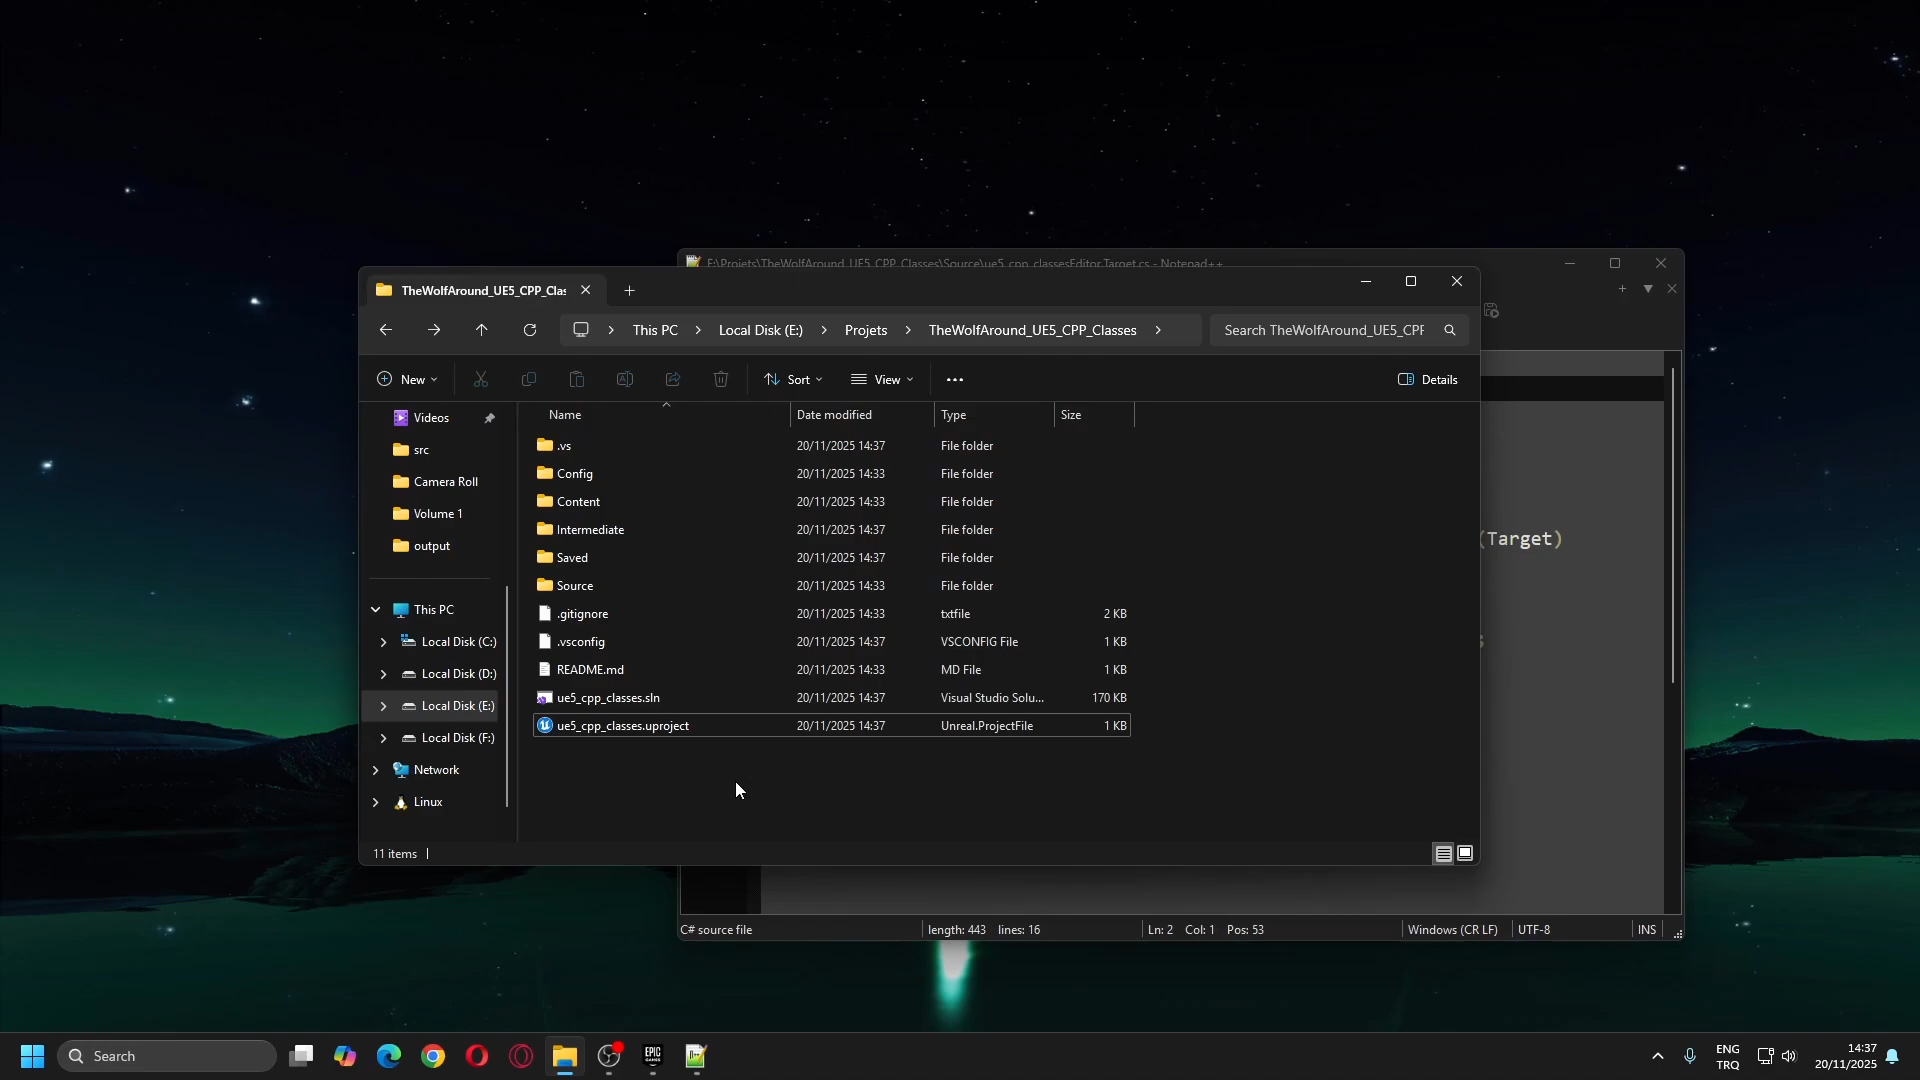 E:\Projets\TheWolfAround_UE5_CPP_Classes\Source\ue5_cpp_classesEditor.Target.cs - Notepad++
TheWolfAround_UE5_CPP_Clas
This PC
Local Disk (E:)
Projets
TheWolfAround_UE5_CPP_Classes
Search TheWolfAround_UE5_CPF
New
Sort
View
Details
Videos
src
Camera Roll
Volume 1
output
This PC
Local Disk (C:)
Local Disk (D:)
Local Disk (E:)
Local Disk (F:)
Network
Linux
Name Date modified Type Size
.vs 20/11/2025 14:37 File folder
Config 20/11/2025 14:33 File folder
Content 20/11/2025 14:33 File folder
Intermediate 20/11/2025 14:37 File folder
Saved 20/11/2025 14:37 File folder
Source 20/11/2025 14:33 File folder
.gitignore 20/11/2025 14:33 txtfile 2 KB
.vsconfig 20/11/2025 14:37 VSCONFIG File 1 KB
README.md 20/11/2025 14:33 MD File 1 KB
ue5_cpp_classes.sln 20/11/2025 14:37 Visual Studio Solu... 170 KB
ue5_cpp_classes.uproject 20/11/2025 14:37 Unreal.ProjectFile 1 KB
11 items
(Target)
C# source file length: 443 lines: 16 Ln: 2 Col: 1 Pos: 53 Windows (CR LF) UTF-8 INS
Search
EPIC
GAMES
ENG
TRQ
14:37
20/11/2025